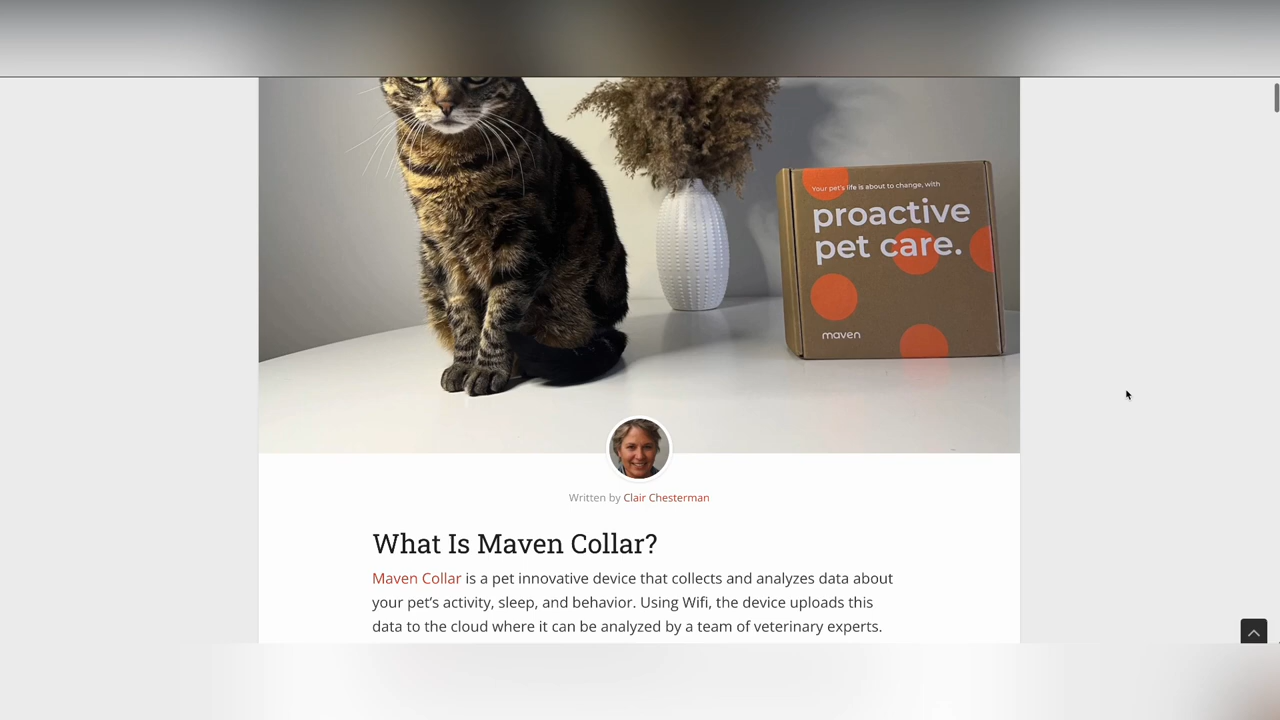 Your pet's life is about to change, with
proactive
pet care.
maven
Written by Clair Chesterman
What Is Maven Collar?
Maven Collar is a pet innovative device that collects and analyzes data about
your pet’s activity, sleep, and behavior. Using Wifi, the device uploads this
data to the cloud where it can be analyzed by a team of veterinary experts.